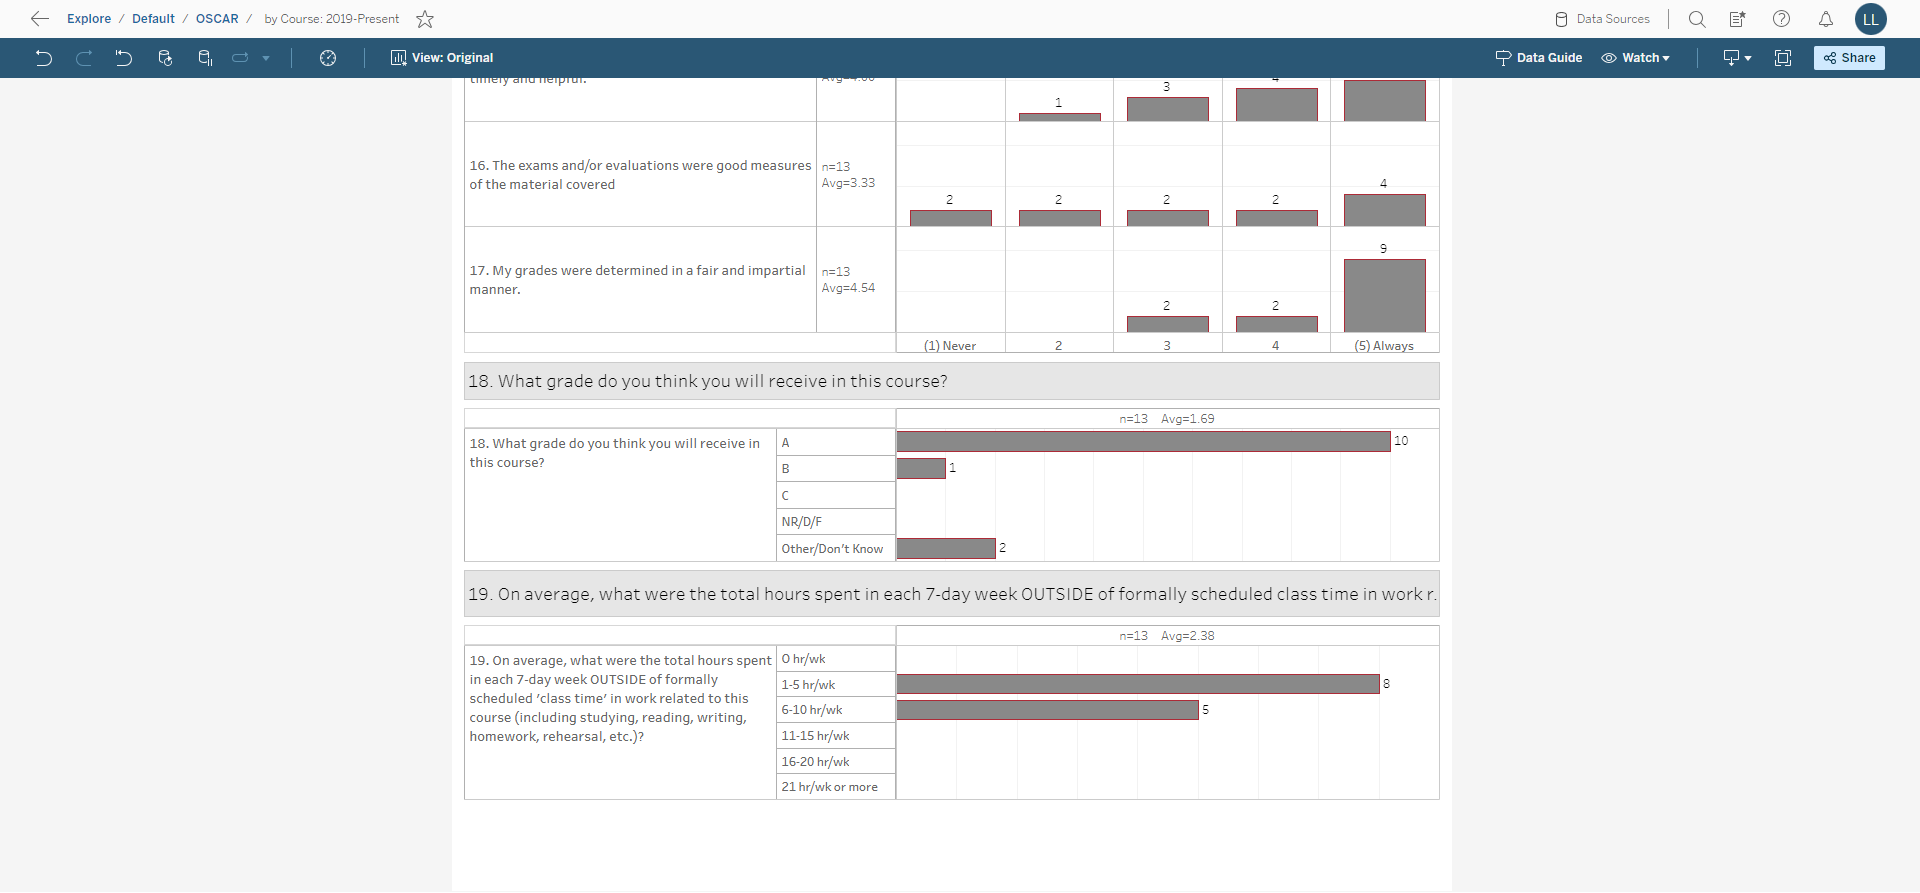 Explore / Default / OSCAR / by Course: 2019-Present
Data Sources
LL
View: Original
Data Guide
Watch
Share
timely and helpful.
1
3
4
16. The exams and/or evaluations were good measures
of the material covered
n=13
Avg=3.33
2
2
2
2
4
17. My grades were determined in a fair and impartial
manner.
n=13
Avg=4.54
2
2
9
(1) Never
2
3
4
(5) Always
18. What grade do you think you will receive in this course?
n=13 Avg=1.69
18. What grade do you think you will receive in
this course?
A
10
B
1
C
NR/D/F
Other/Don't Know
2
19. On average, what were the total hours spent in each 7-day week OUTSIDE of formally scheduled class time in work r.
n=13 Avg=2.38
19. On average, what were the total hours spent
in each 7-day week OUTSIDE of formally
scheduled 'class time' in work related to this
course (including studying, reading, writing,
homework, rehearsal, etc.)?
0 hr/wk
1-5 hr/wk
8
6-10 hr/wk
5
11-15 hr/wk
16-20 hr/wk
21 hr/wk or more